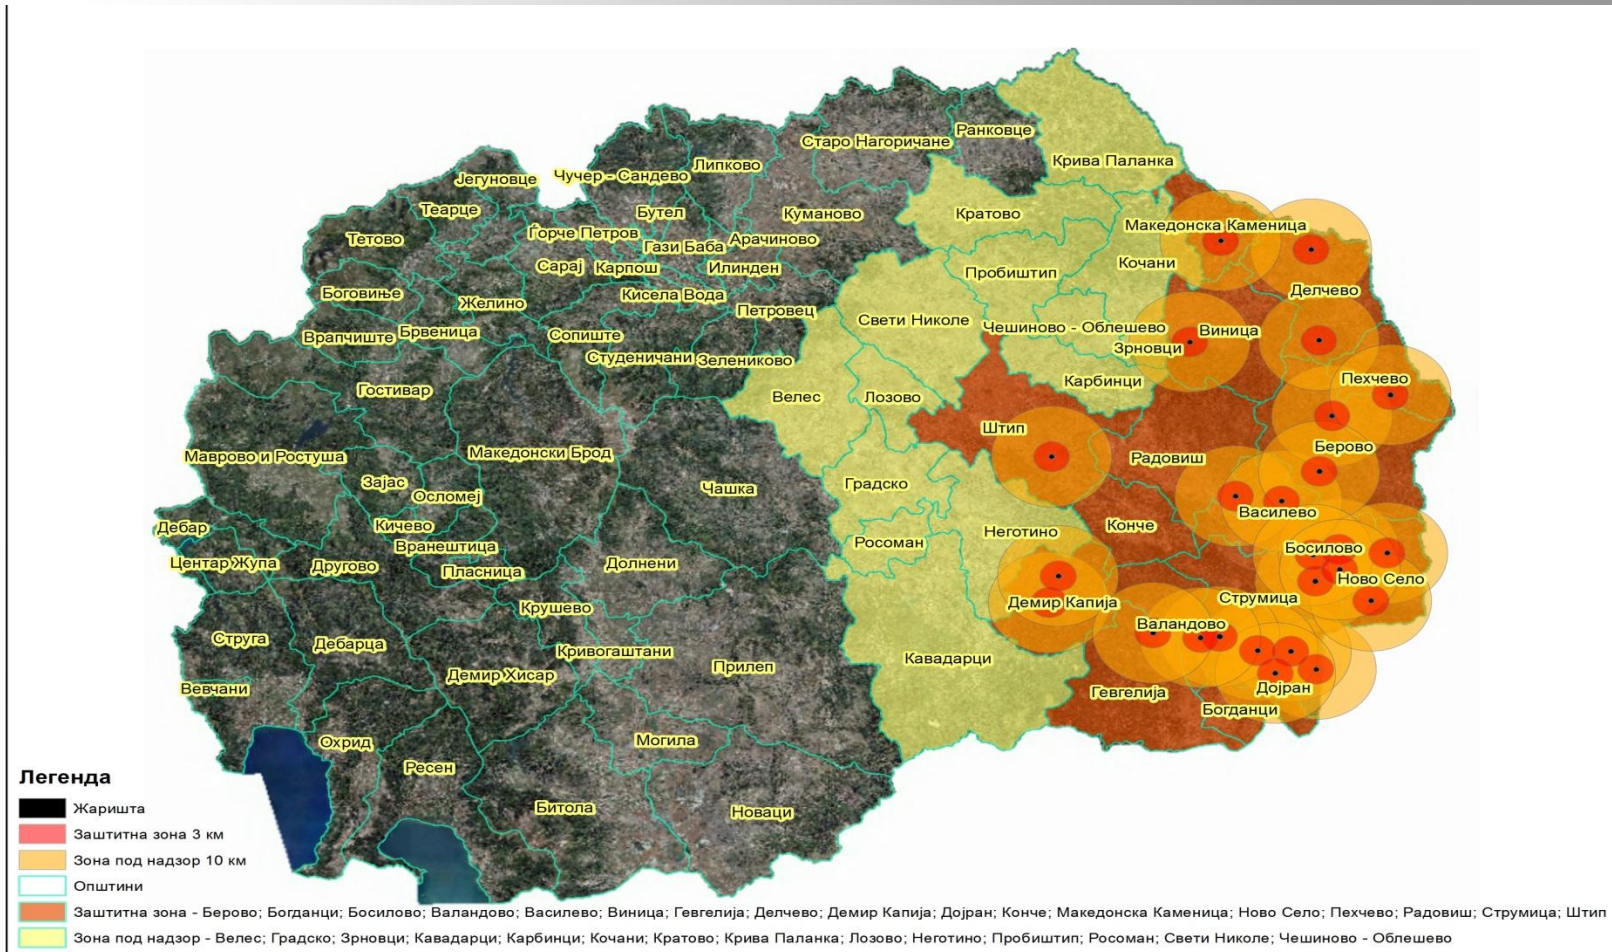 Ранковце
Старо Нагоричане
Крива Паланка
Липково
Чучер - Сандево
Јегуновце
Теарце
Бутел
Куманово
Кратово
Македонска Каменица
Тетово
Ѓорче Петров
Гази Баба
Арачиново
Сарај
Карпош
Илинден
Пробиштип
Кочани
Боговиње
Желино
Кисела Вода
Петровец
Делчево
Врапчиште
Брвеница
Сопиште
Свети Николе
Чешиново - Облешево
Виница
Студеничани
Зелениково
Зрновци
Гостивар
Велес
Лозово
Карбинци
Пехчево
Маврово и Ростуша
Македонски Брод
Штип
Радовиш
Берово
Зајас
Осломеј
Чашка
Градско
Василево
Дебар
Кичево
Вранештица
Росоман
Неготино
Конче
Босилово
Центар Жупа
Другово
Пласница
Долнени
Ново Село
Крушево
Демир Капија
Струмица
Струга
Дебарца
Кривогаштани
Валандово
Вевчани
Демир Хисар
Прилеп
Кавадарци
Гевгелија
Дојран
Богданци
Охрид
Ресен
Могила
Битола
Новаци
Легенда
Жаришта
Заштитна зона 3 км
Зона под надзор 10 км
Општини
Заштитна зона - Берово; Богданци; Босилово; Валандово; Василево; Виница; Гевгелија; Делчево; Демир Капија; Дојран; Конче; Македонска Каменица; Ново Село; Пехчево; Радовиш; Струмица; Штип
Зона под надзор - Велес; Градско; Зрновци; Кавадарци; Карбинци; Кочани; Кратово; Крива Паланка; Лозово; Неготино; Пробиштип; Росоман; Свети Николе; Чешиново - Облешево